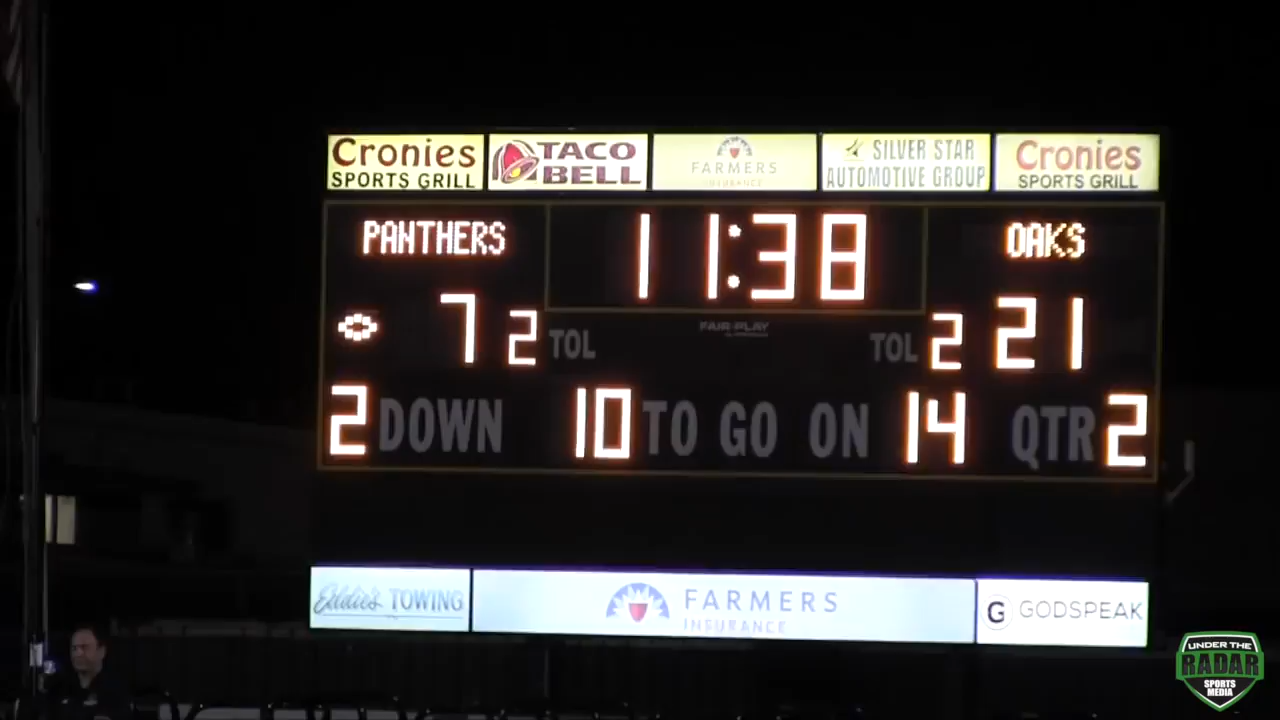 Cronies
SPORTS GRILL
TACO
BELL
FARMERS
INSURANCE
SILVER STAR
AUTOMOTIVE GROUP
Cronies
SPORTS GRILL
PANTHERS
11:38
OAKS
7 2 TOL
FAIR-PLAY
TOL 2 21
2 DOWN 10 TO GO ON 14 QTR 2
Eddie's TOWING
FARMERS
INSURANCE
G GODSPEAK
UNDER THE
RADAR
SPORTS
MEDIA